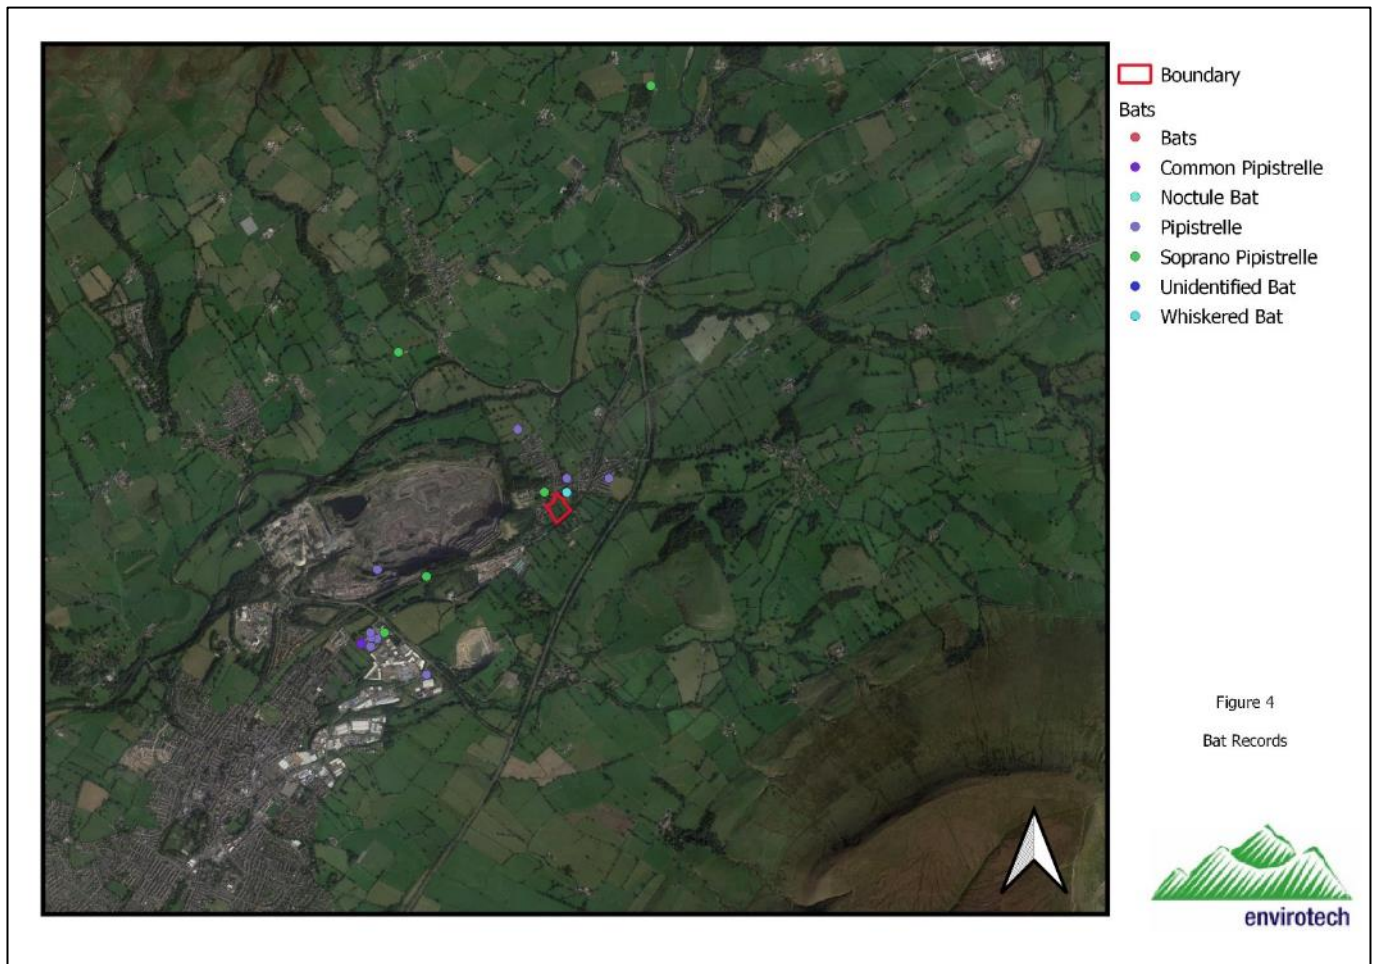 Boundary
Bats
Bats
Common Pipistrelle
Noctule Bat
Pipistrelle
Soprano Pipistrelle
Unidentified Bat
Whiskered Bat
Figure 4
Bat Records
envirotech